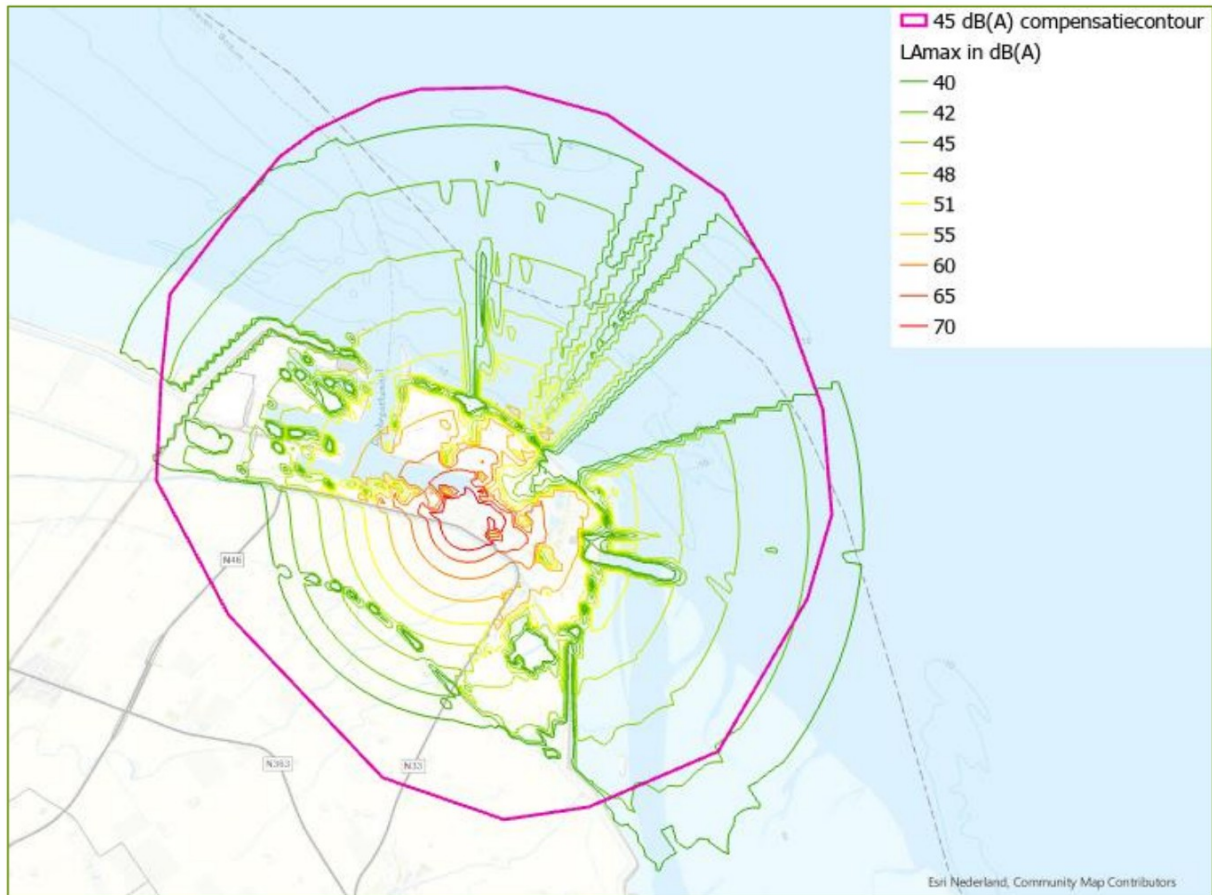 45 dB(A) compensatiecontour
LAmax in dB(A)
40
42
45
48
51
55
60
65
70
N46
N363
N33
Esri Nederland, Community Map Contributors